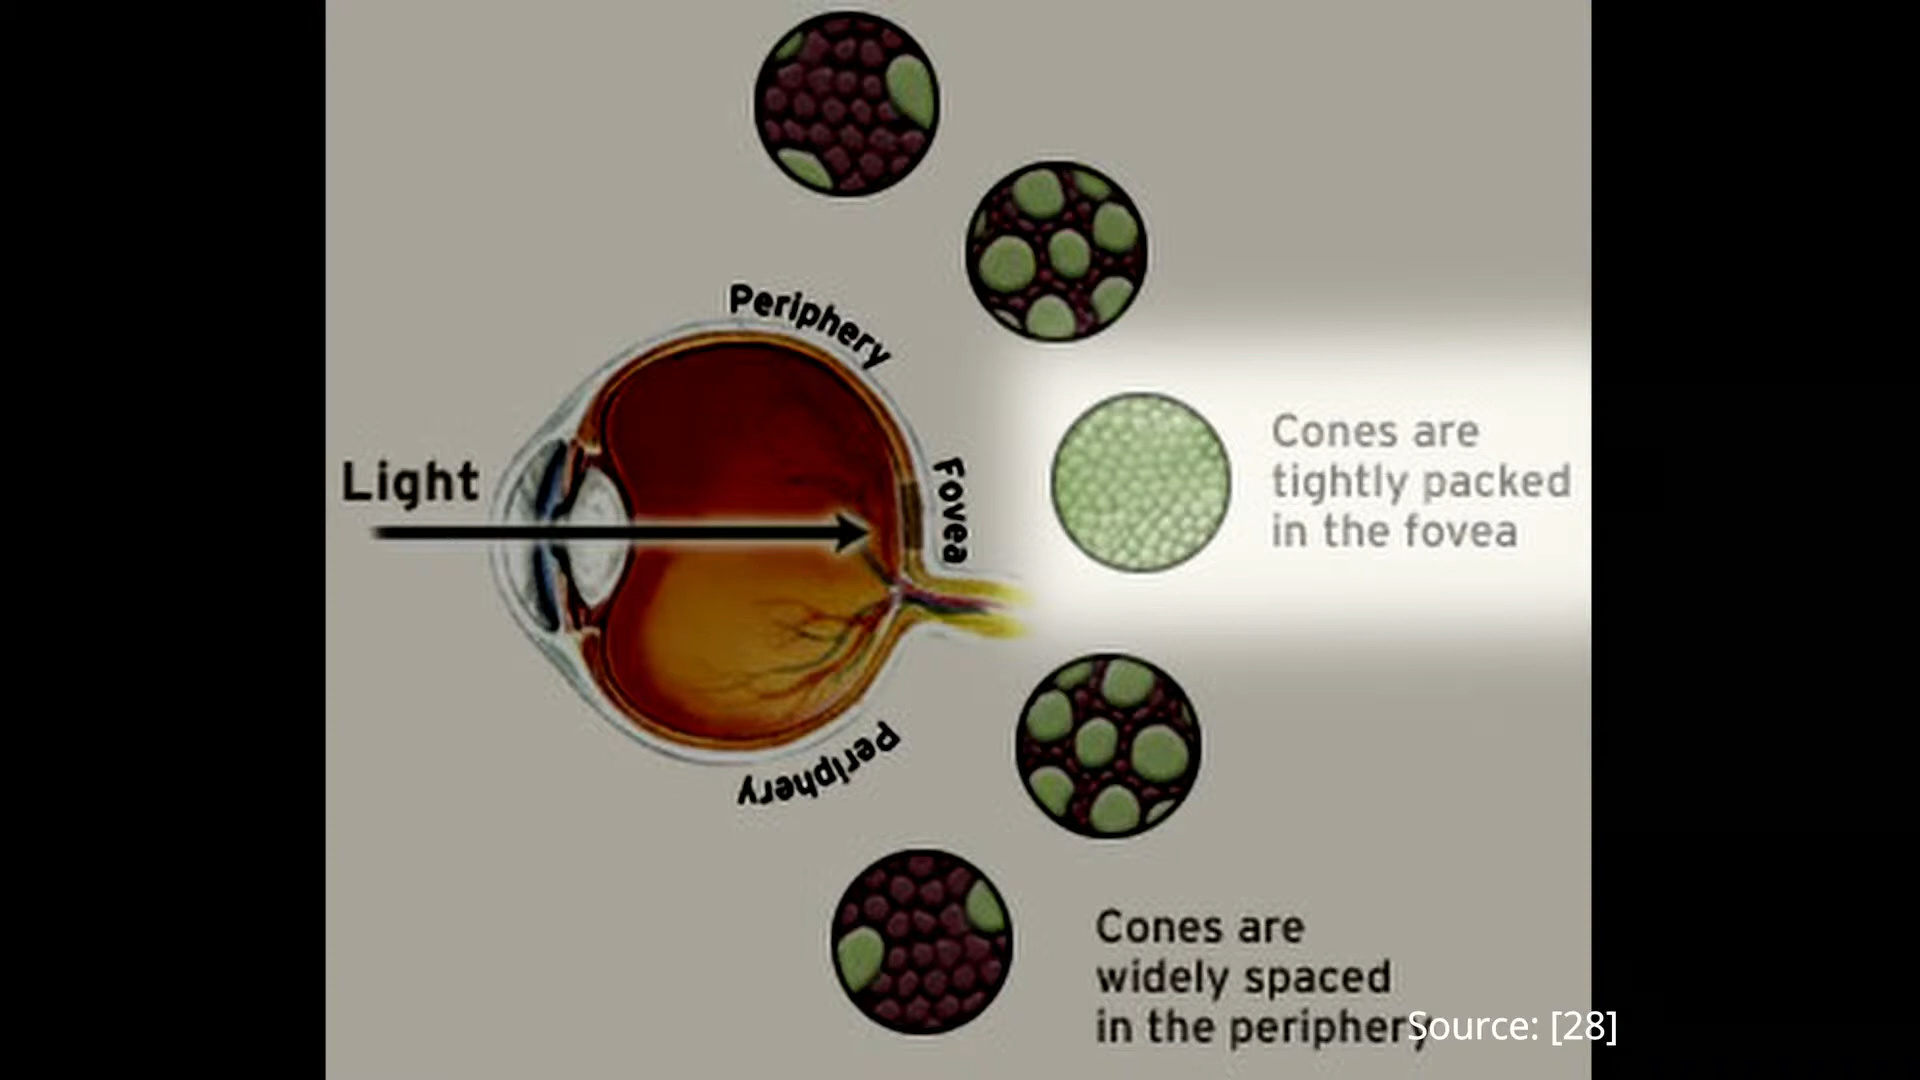 Periphery
Light
Fovea
Cones are
tightly packed
in the fovea
Periphery
Cones are
widely spaced
in the periphery
Source: [28]